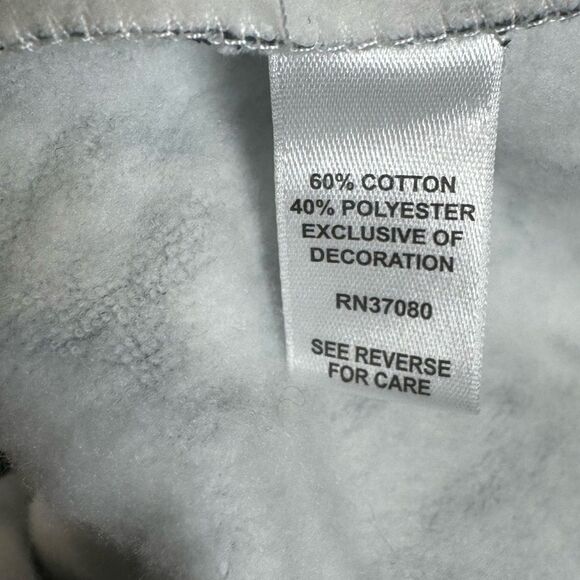 60% COTTON
40% POLYESTER
EXCLUSIVE OF
DECORATION
RN37080
SEE REVERSE
FOR CARE